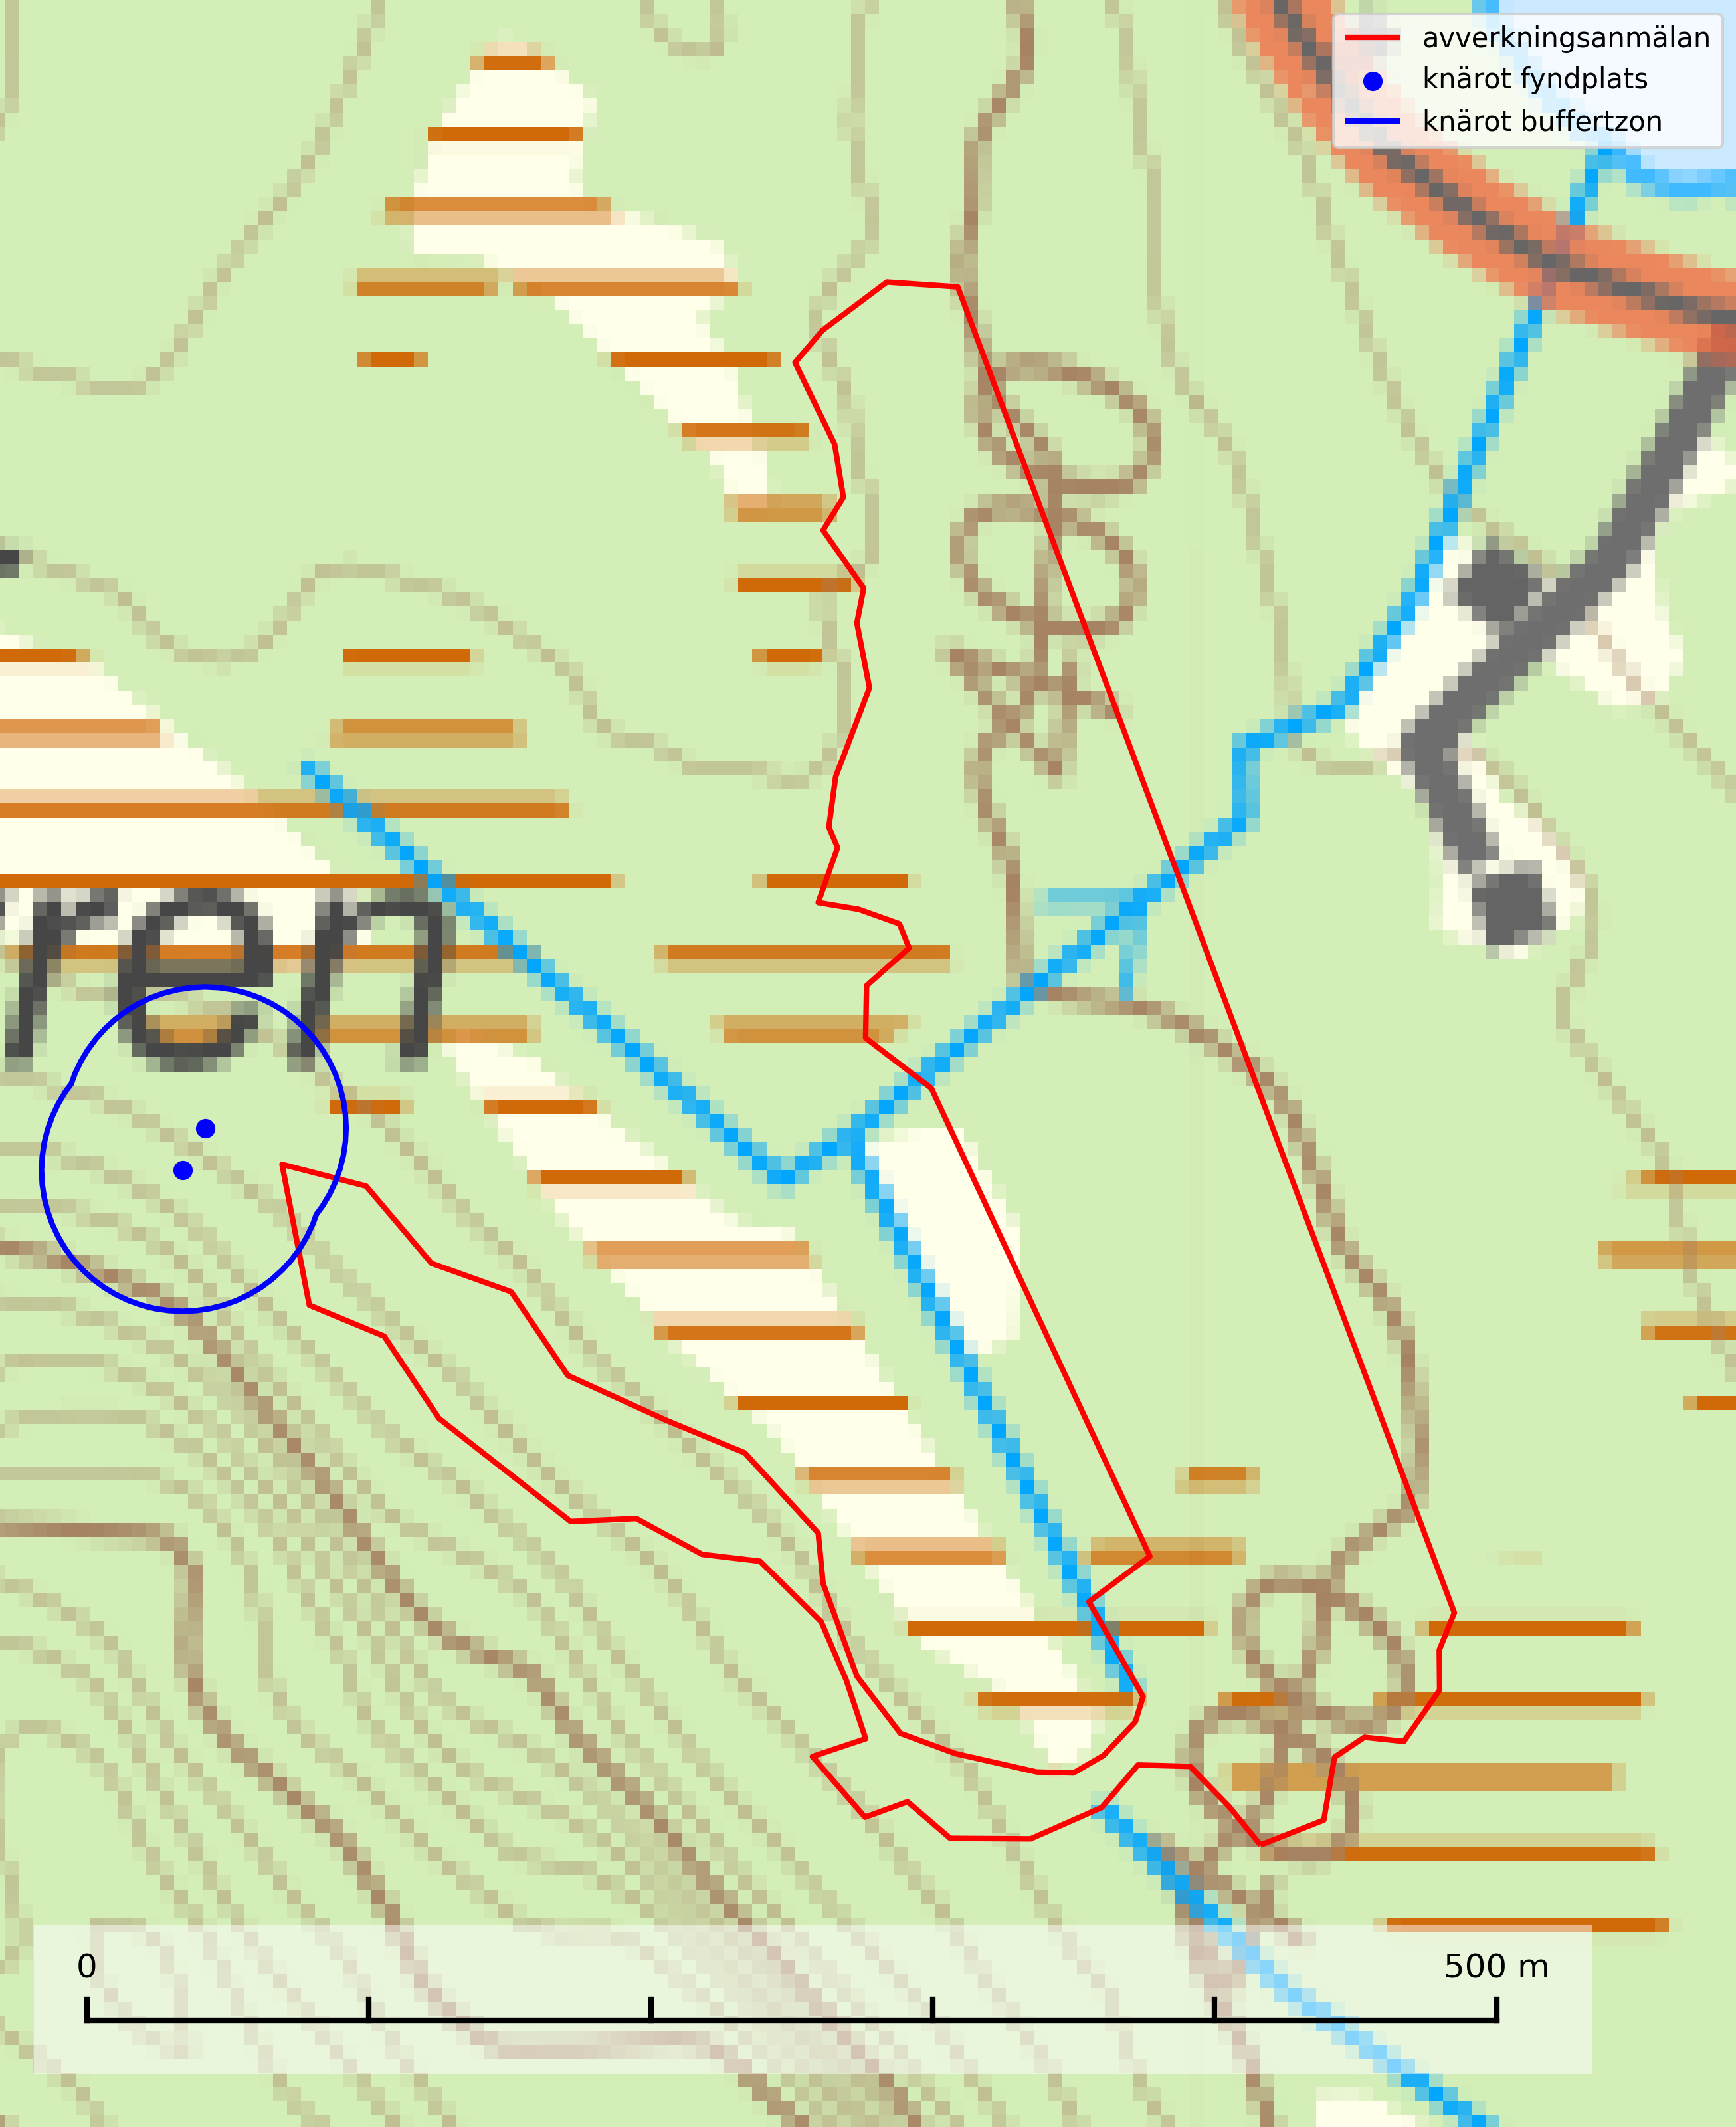 avverkningsanmälan
knärot fyndplats
knärot buffertzon
ren
0 500 m